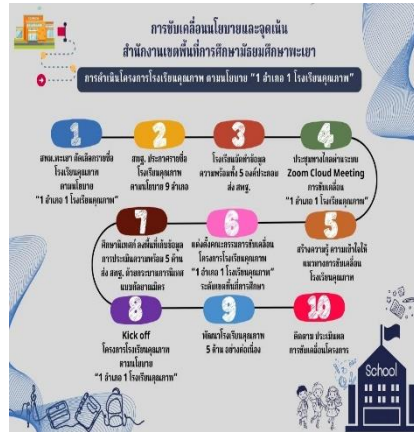 การขับเคลื่อนนโยบายและจุดเน้น
สำนักงานเขตพื้นที่การศึกษามัธยมศึกษาพะเยา
การดำเนินโครงการโรงเรียนคุณภาพ ตามนโยบาย "1 อำเภอ 1 โรงเรียนคุณภาพ"
1
สพม.พะเยา คัดเลือกรายชื่อ
โรงเรียนคุณภาพ
ตามนโยบาย
"1 อำเภอ 1 โรงเรียนคุณภาพ"
2
สพฐ. ประกาศรายชื่อ
โรงเรียนคุณภาพ
ตามนโยบาย 9 อำเภอ
3
โรงเรียนจัดทำข้อมูล
ความพร้อมทั้ง 5 องค์ประกอบ
ส่ง สพฐ.
4
ประชุมทางไกลผ่านระบบ
Zoom Cloud Meeting
การขับเคลื่อน
"1 อำเภอ 1 โรงเรียนคุณภาพ"
5
สร้างความรู้ ความเข้าใจให้
แนวทางการขับเคลื่อน
โรงเรียนคุณภาพ
6
แต่งตั้งคณะกรรมการขับเคลื่อน
โครงการโรงเรียนคุณภาพ
"1 อำเภอ 1 โรงเรียนคุณภาพ"
ระดับเขตพื้นที่การศึกษา
7
ศึกษานิเทศก์ ลงพื้นที่เก็บข้อมูล
การประเมินความพร้อม 5 ด้าน
ส่ง สพฐ. ด้วยกระบวนการนิเทศ
แบบกัลยาณมิตร
8
Kick off
โครงการโรงเรียนคุณภาพ
ตามนโยบาย
"1 อำเภอ 1 โรงเรียนคุณภาพ"
9
พัฒนาโรงเรียนคุณภาพ
5 ด้าน อย่างต่อเนื่อง
10
ติดตาม ประเมินผล
การขับเคลื่อนโครงการ
School